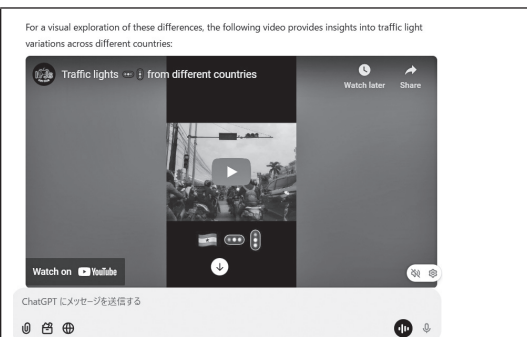 For a visual exploration of these differences, the following video provides insights into traffic light
variations across different countries:
Traffic lights 🚥🚦 from different countries
Watch later
Share
Watch on YouTube
ChatGPT にメッセージを送信する